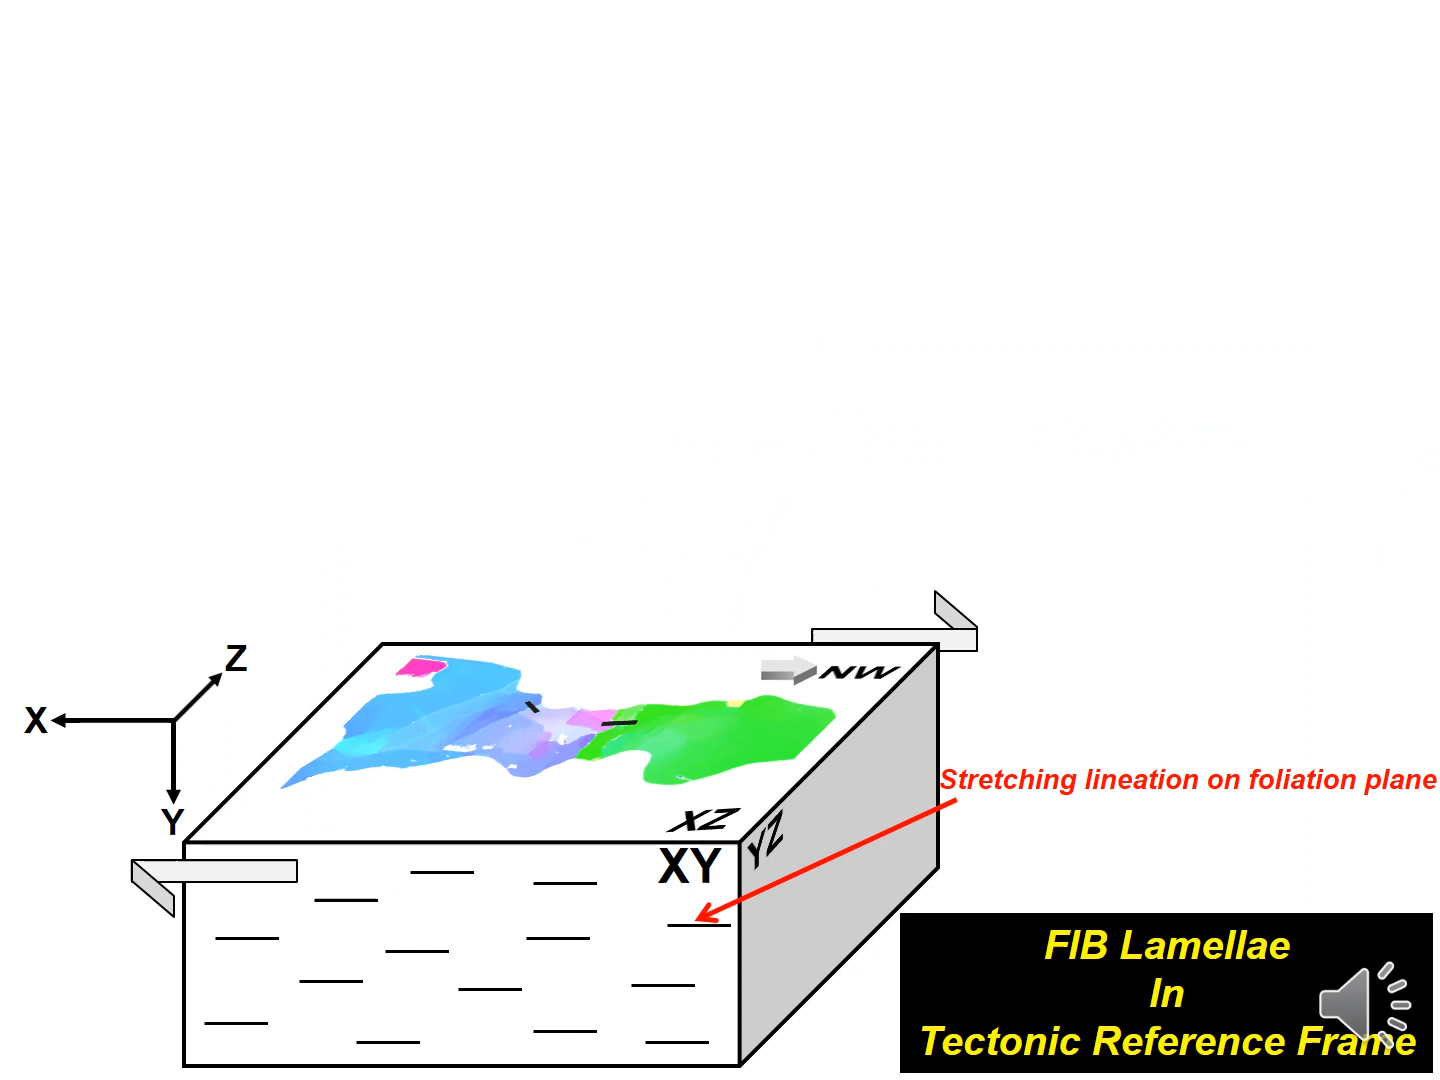 Z
X
Y
NW
XZ
YZ
XY
Stretching lineation on foliation plane
FIB Lamellae
In
Tectonic Reference Frame